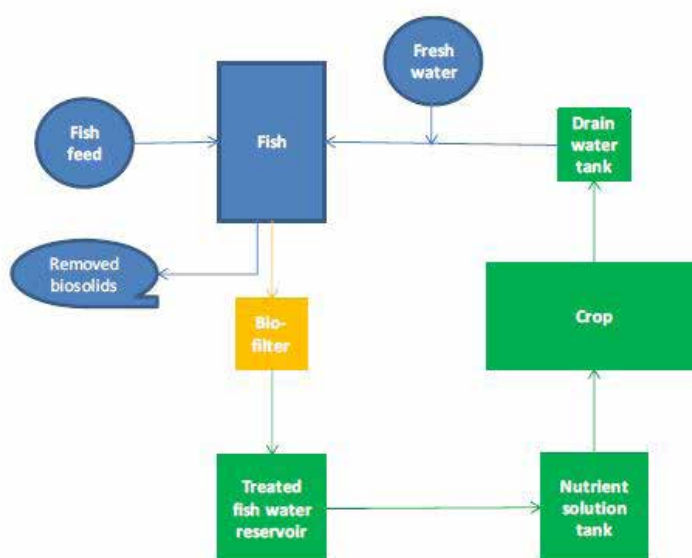 Fresh
water
Fish
feed
Fish
Drain
water
tank
Removed
biosolids
Bio-
filter
Crop
Treated
fish water
reservoir
Nutrient
solution
tank